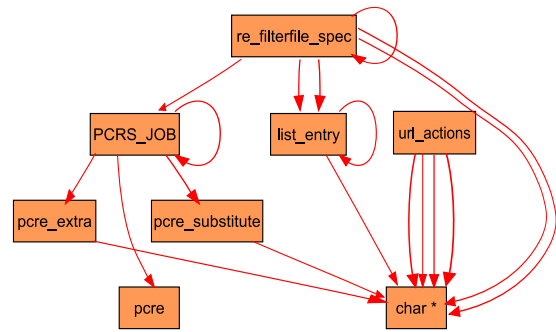 re_filterfile_spec
PCRS_JOB
list_entry
url_actions
pcre_extra
pcre_substitute
pcre
char *